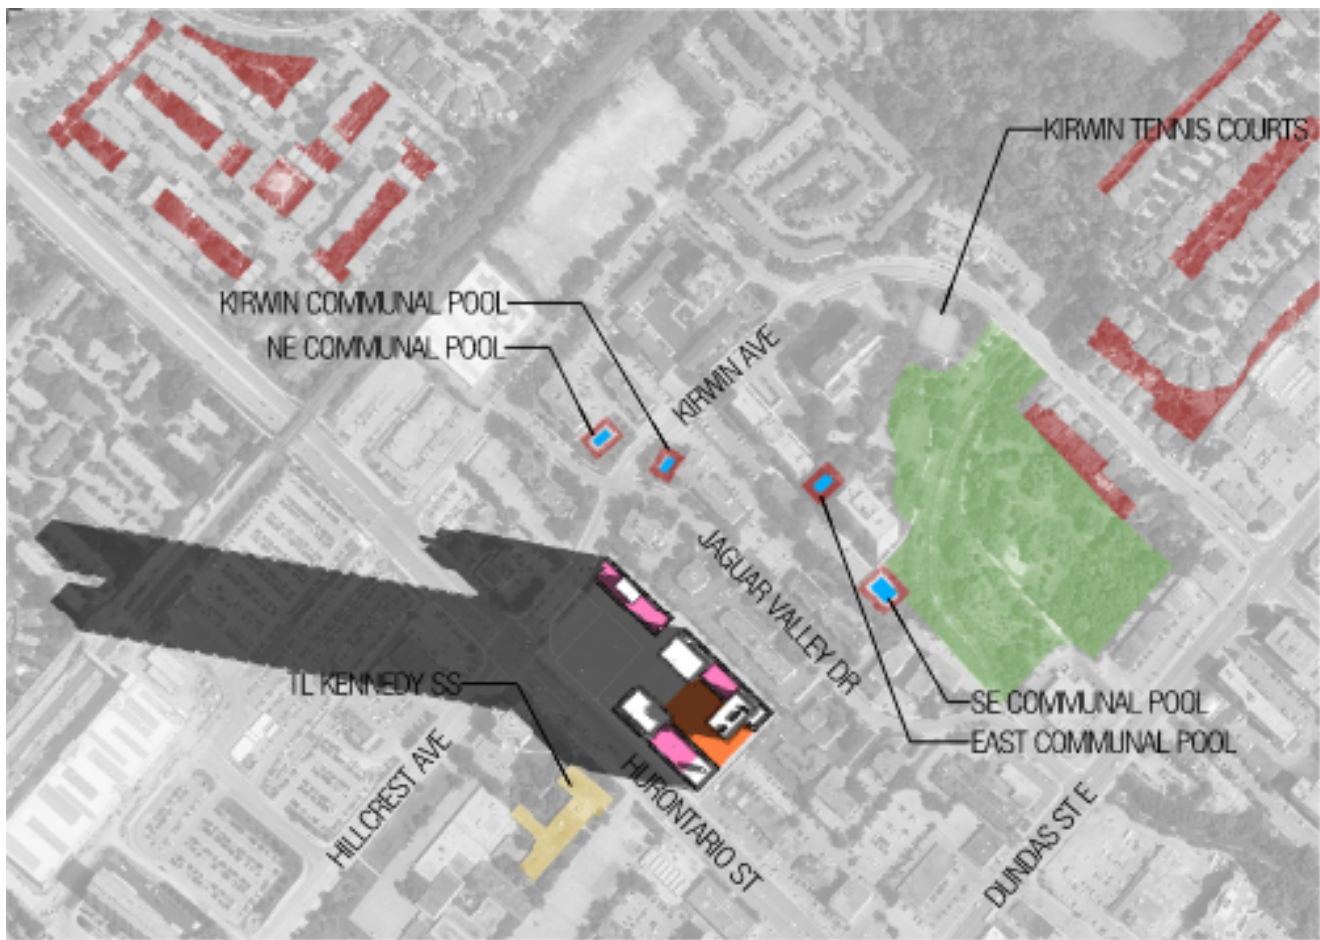 KIRWIN TENNIS COURTS
KIRWIN COMMUNAL POOL
NE COMMUNAL POOL
KIRWIN AVE
JAGUAR VALLEY DR
TL KENNEDY SS
SE COMMUNAL POOL
EAST COMMUNAL POOL
HILLCREST AVE
HURONTARIO ST
DUNDAS ST E